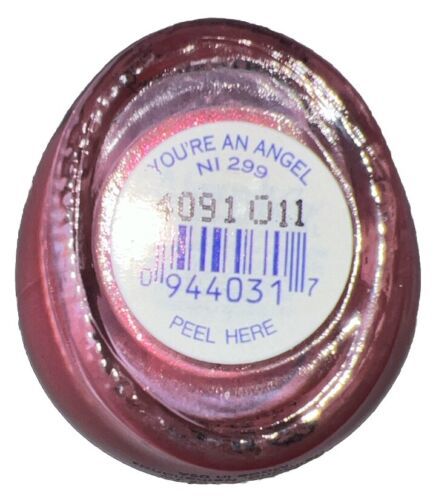 YOU'RE AN ANGEL
NI 299
4091 011
0 944031 7
PEEL HERE